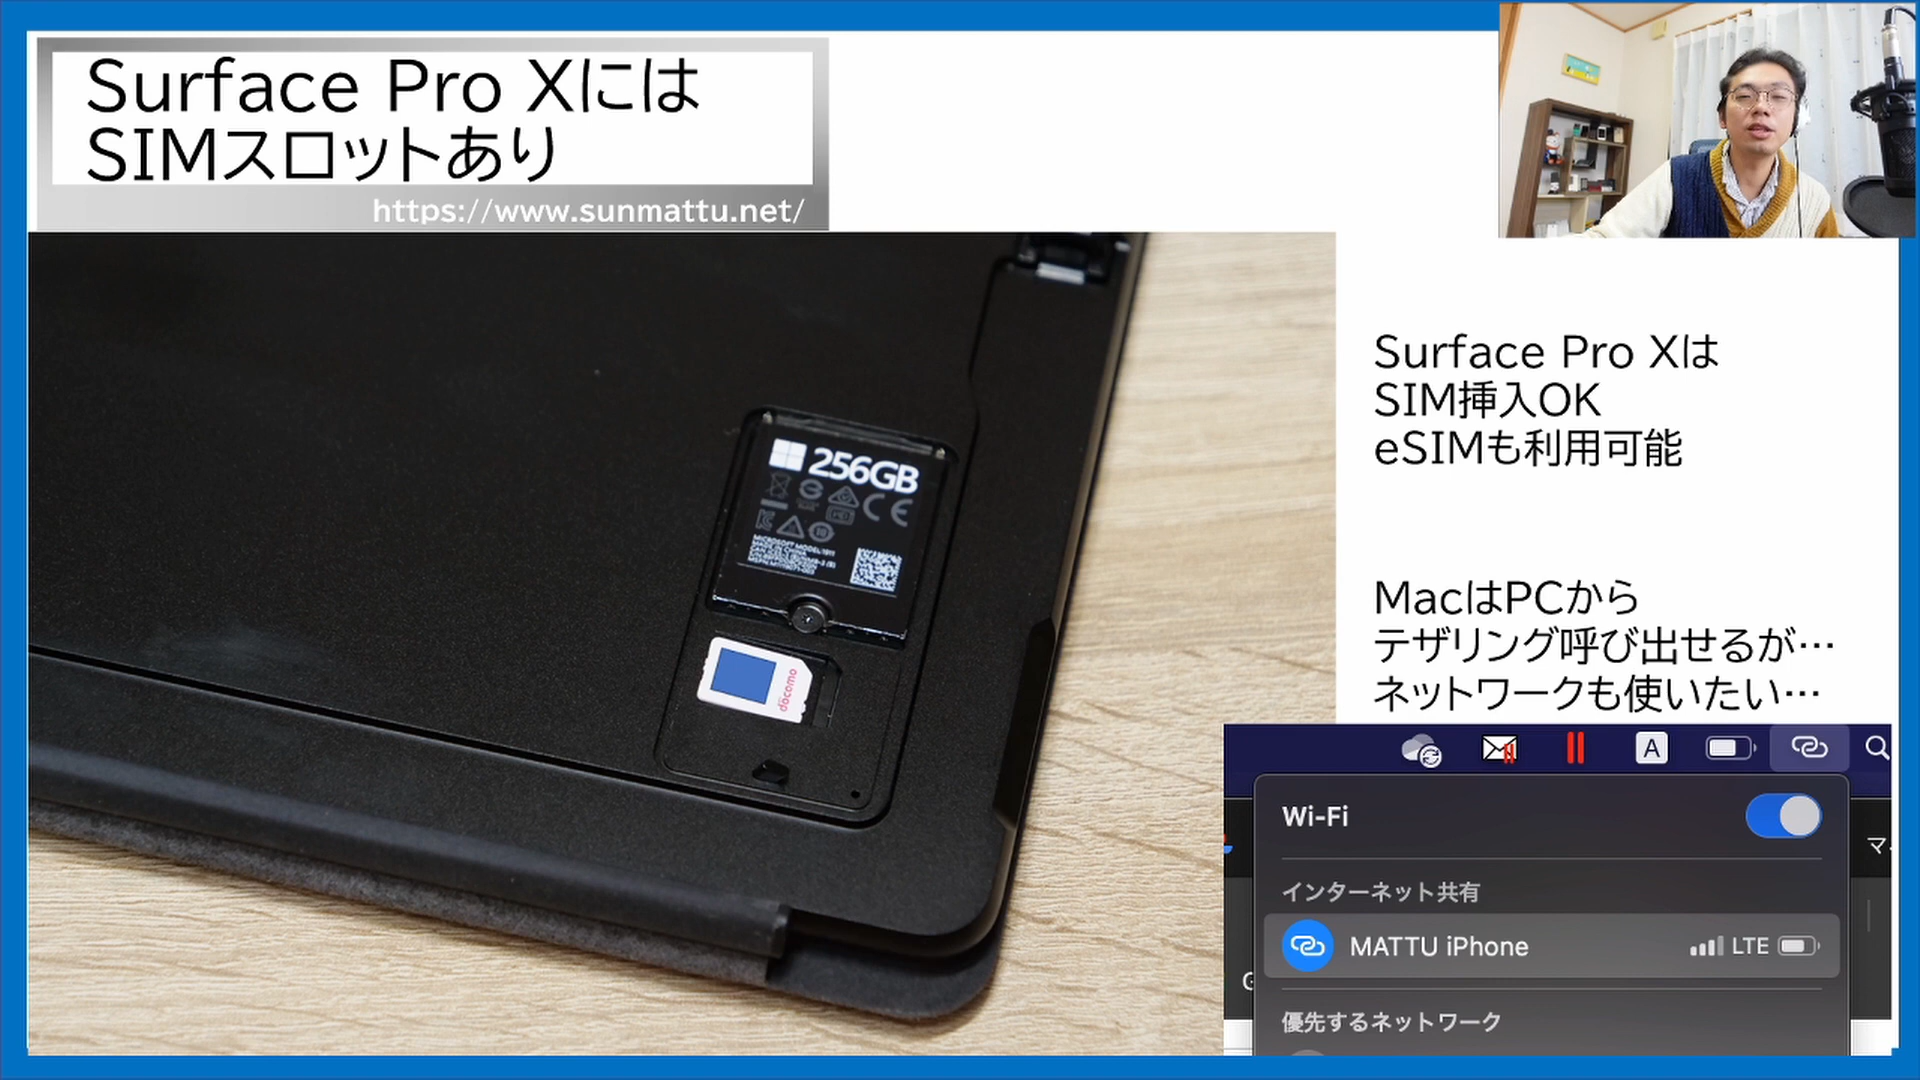 Surface Pro Xには
SIMスロットあり
https://www.sunmattu.net/
256GB
docomo
Surface Pro Xは
SIM挿入OK
eSIMも利用可能
MacはPCから
テザリング呼び出せるが…
ネットワークも使いたい…
A
Wi-Fi
マ
インターネット共有
MATTU iPhone
LTE
優先するネットワーク